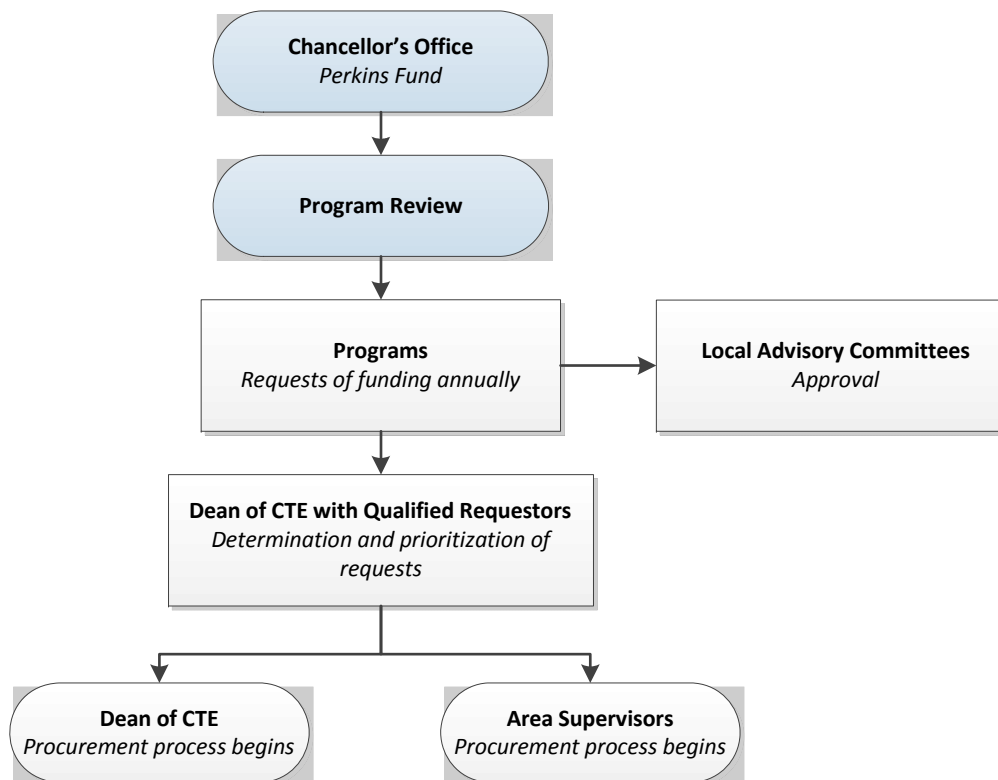 Chancellor’s Office
Perkins Fund
Program Review
Programs
Requests of funding annually
Local Advisory Committees
Approval
Dean of CTE with Qualified Requestors
Determination and prioritization of
requests
Dean of CTE
Procurement process begins
Area Supervisors
Procurement process begins